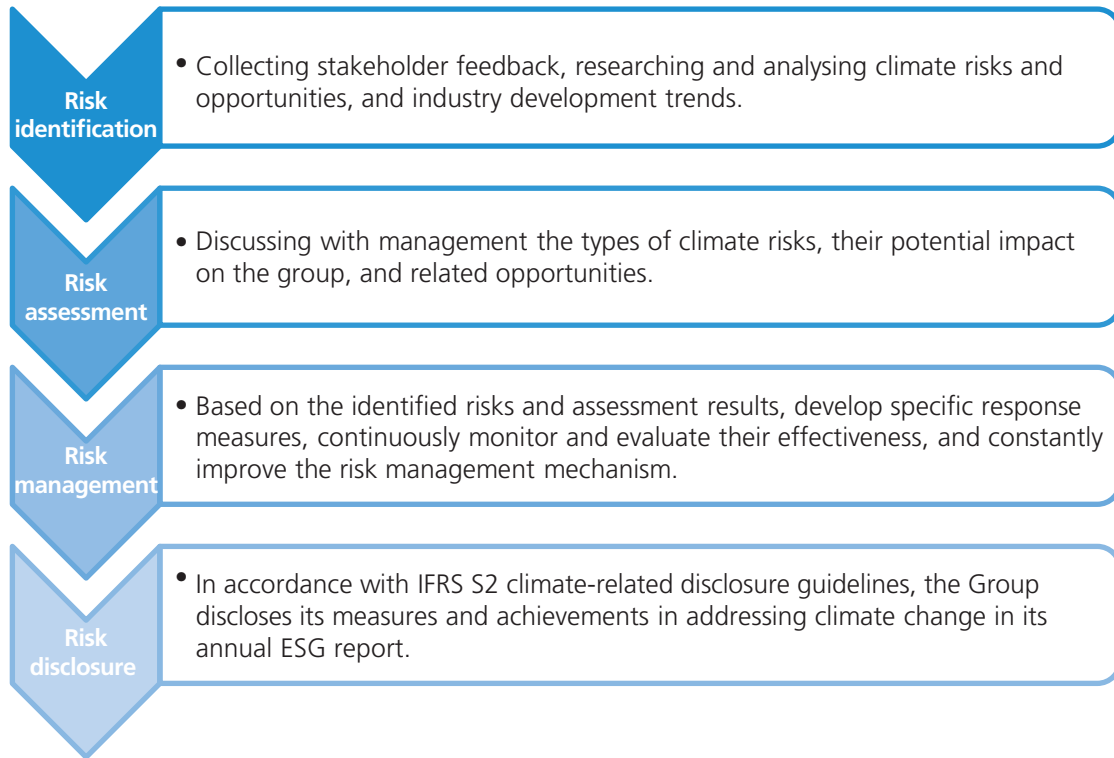 Risk
identification
• Collecting stakeholder feedback, researching and analysing climate risks and
opportunities, and industry development trends.
Risk
assessment
• Discussing with management the types of climate risks, their potential impact
on the group, and related opportunities.
Risk
management
• Based on the identified risks and assessment results, develop specific response
measures, continuously monitor and evaluate their effectiveness, and constantly
improve the risk management mechanism.
Risk
disclosure
• In accordance with IFRS S2 climate-related disclosure guidelines, the Group
discloses its measures and achievements in addressing climate change in its
annual ESG report.